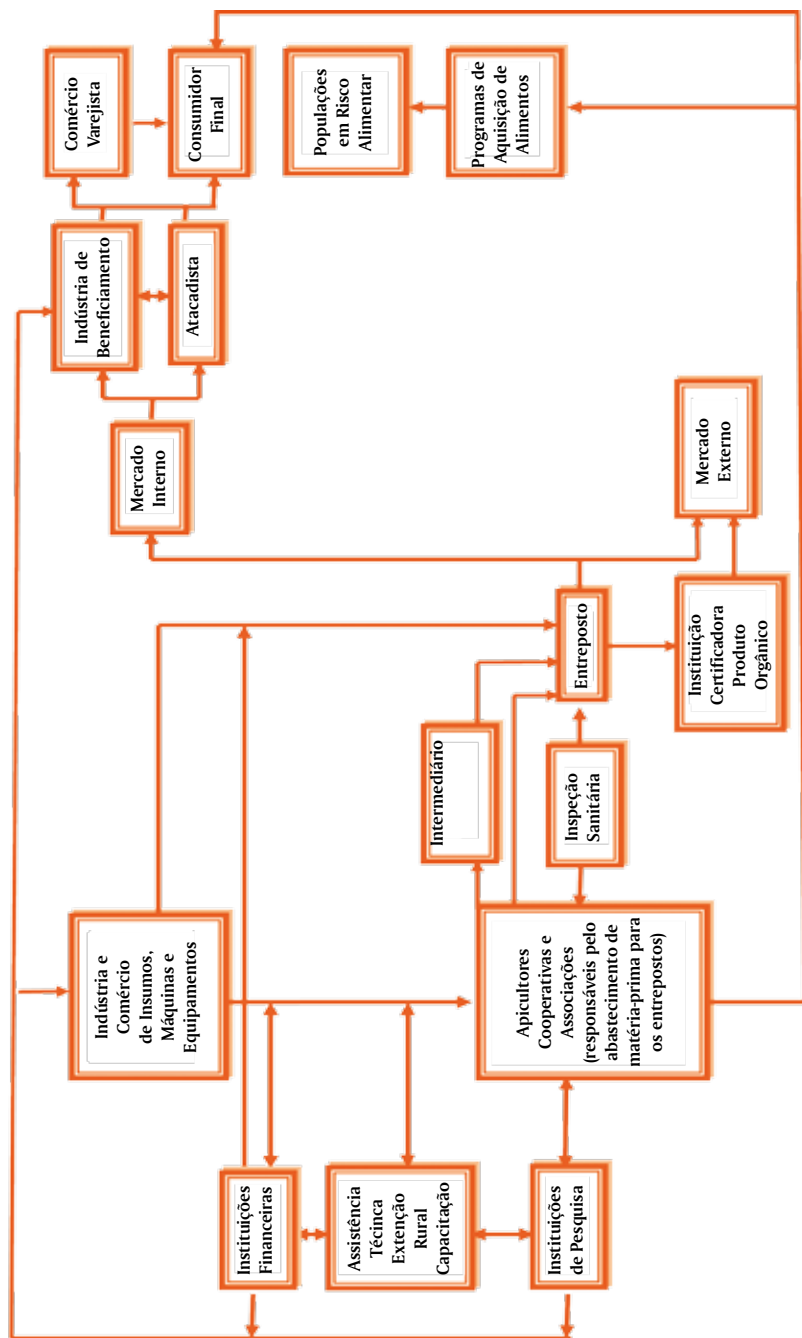 Indústria e
Comércio
de Insumos,
Máquinas e
Equipamentos
Instituições
Financeiras
Assistência
Técinca
Extenção
Rural
Capacitação
Instituições
de Pesquisa
Apicultores
Cooperativas e
Associações
(responsáveis pelo
abastecimento de
matéria-prima para
os entrepostos)
Intermediário
Inspeção
Sanitária
Entreposto
Instituição
Certificadora
Produto
Orgânico
Mercado
Interno
Mercado
Externo
Indústria de
Beneficiamento
Atacadista
Comércio
Varejista
Consumidor
Final
Populações
em Risco
Alimentar
Programas de
Aquisição de
Alimentos